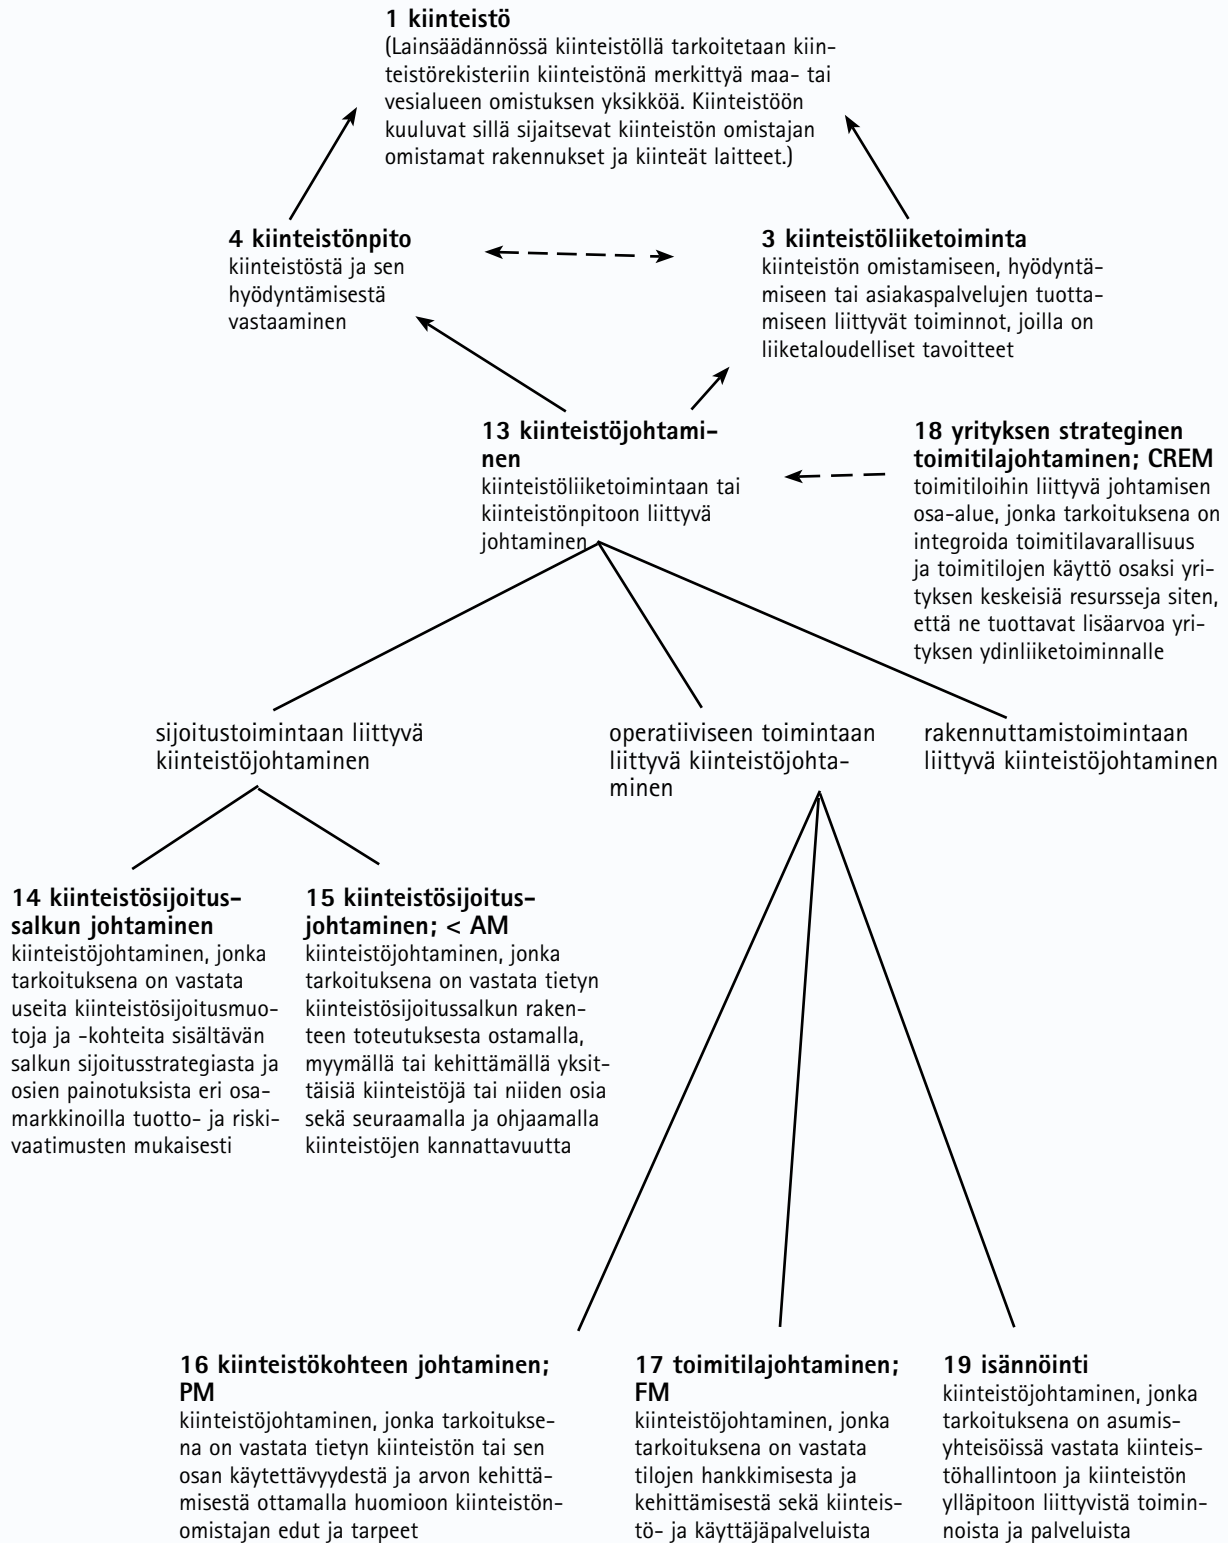 1 kiinteistö
(Lainsäädännössä kiinteistöllä tarkoitetaan kiin-
teistörekisteriin kiinteistönä merkittyä maa- tai
vesialueen omistuksen yksikköä. Kiinteistöön
kuuluvat sillä sijaitsevat kiinteistön omistajan
omistamat rakennukset ja kiinteät laitteet.)
4 kiinteistönpito
kiinteistöstä ja sen
hyödyntämisestä
vastaaminen
3 kiinteistöliiketoiminta
kiinteistön omistamiseen, hyödyntä-
miseen tai asiakaspalvelujen tuotta-
miseen liittyvät toiminnot, joilla on
liiketaloudelliset tavoitteet
13 kiinteistöjohtami-
nen
kiinteistöliiketoimintaan tai
kiinteistönpitoon liittyvä
johtaminen
18 yrityksen strateginen
toimitilajohtaminen; CREM
toimitiloihin liittyvä johtamisen
osa-alue, jonka tarkoituksena on
integroida toimitilavarallisuus
ja toimitilojen käyttö osaksi yri-
tyksen keskeisiä resursseja siten,
että ne tuottavat lisäarvoa yri-
tyksen ydinliiketoiminnalle
sijoitustoimintaan liittyvä
kiinteistöjohtaminen
operatiiviseen toimintaan
liittyvä kiinteistöjohta-
minen
rakennuttamistoimintaan
liittyvä kiinteistöjohtaminen
14 kiinteistösijoitus-
salkun johtaminen
kiinteistöjohtaminen, jonka
tarkoituksena on vastata
useita kiinteistösijoitusmuo-
toja ja -kohteita sisältävän
salkun sijoitusstrategiasta ja
osien painotuksista eri osa-
markkinoilla tuotto- ja riski-
vaatimusten mukaisesti
15 kiinteistösijoitus-
johtaminen; < AM
kiinteistöjohtaminen, jonka
tarkoituksena on vastata tietyn
kiinteistösijoitussalkun raken-
teen toteutuksesta ostamalla,
myymällä tai kehittämällä yksit-
täisiä kiinteistöjä tai niiden osia
sekä seuraamalla ja ohjaamalla
kiinteistöjen kannattavuutta
16 kiinteistökohteen johtaminen;
PM
kiinteistöjohtaminen, jonka tarkoitukse-
na on vastata tietyn kiinteistön tai sen
osan käytettävyydestä ja arvon kehittä-
misestä ottamalla huomioon kiinteistön-
omistajan edut ja tarpeet
17 toimitilajohtaminen;
FM
kiinteistöjohtaminen, jonka
tarkoituksena on vastata
tilojen hankkimisesta ja
kehittämisestä sekä kiinteis-
tö- ja käyttäjäpalveluista
19 isännöinti
kiinteistöjohtaminen, jonka
tarkoituksena on asumis-
yhteisöissä vastata kiinteis-
töhallintoon ja kiinteistön
ylläpitoon liittyvistä toimin-
noista ja palveluista